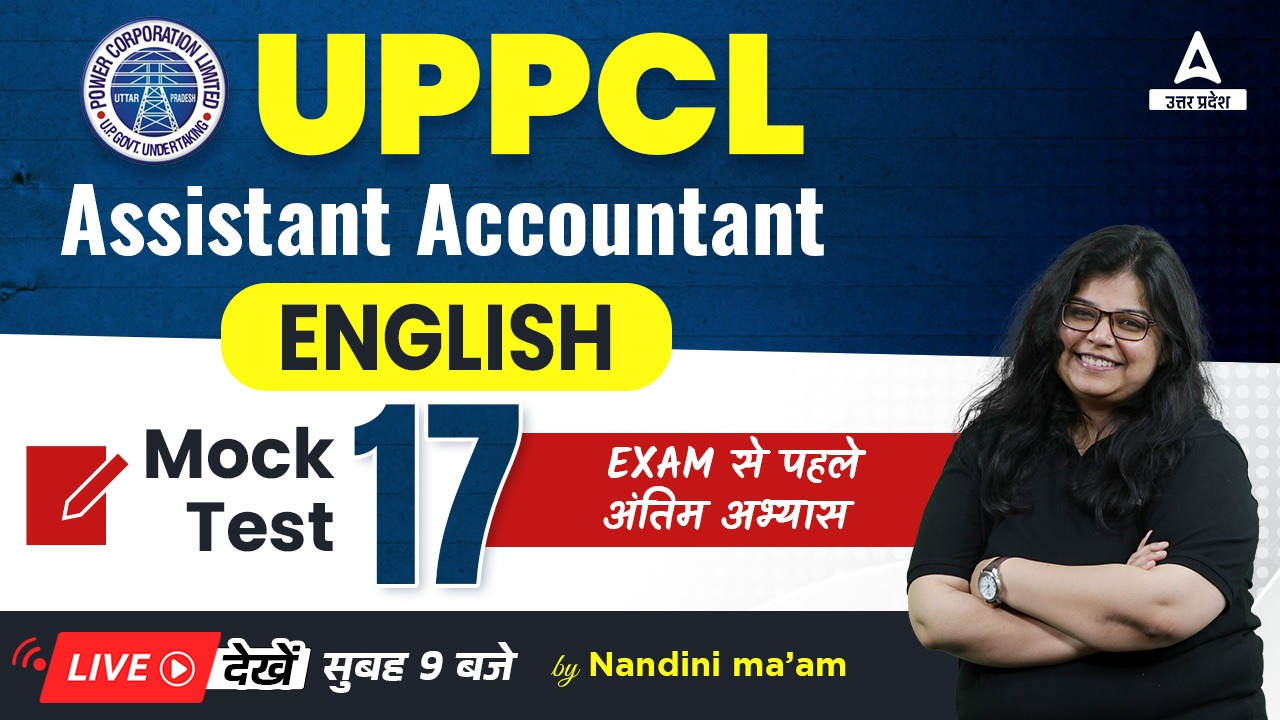 POWER CORPORATION LIMITED
UTTAR PRADESH
U.P. GOVT. UNDERTAKING
UPPCL
A
उत्तर प्रदेश
Assistant Accountant
ENGLISH
Mock
Test
17
EXAM से पहले
अंतिम अभ्यास
LIVE देखें सुबह 9 बजे by Nandini ma’am